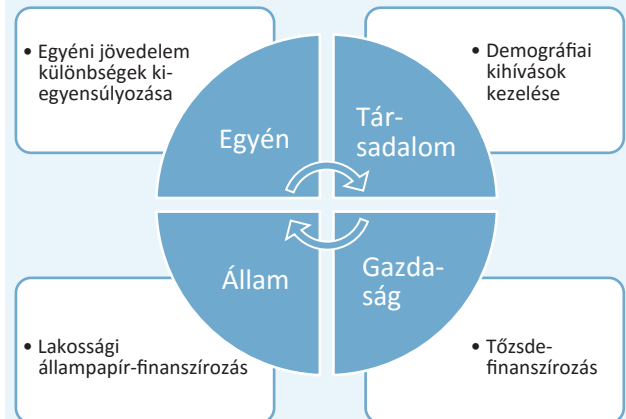 • Egyéni jövedelem
különbségek ki-
egyensúlyozása
• Demográfiai
kihívások
kezelése
Egyén
Tár-
sadalom
Állam
Gazda-
ság
• Lakossági
állampapír-finanszírozás
• Tőzsde-
finanszírozás